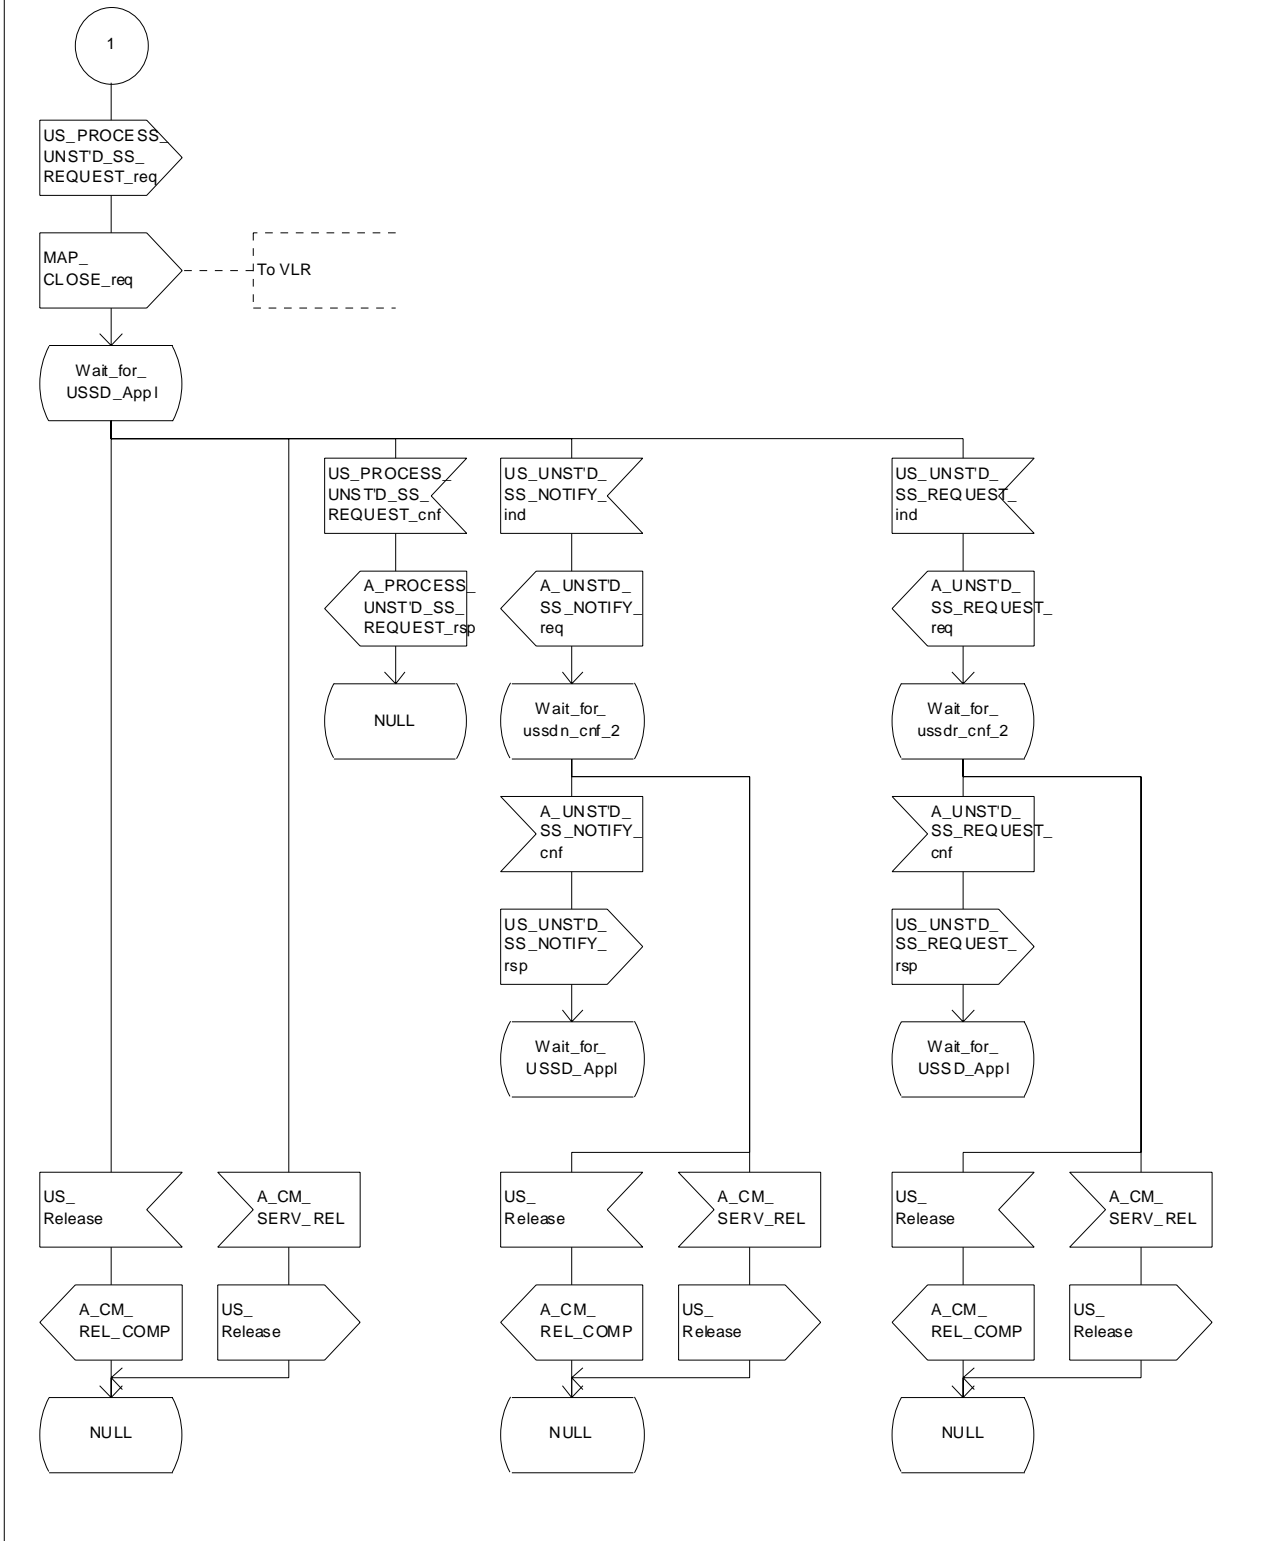 1
US_PROCESS_
UNST'D_SS_
REQUEST_req
MAP_
CLOSE_req
To VLR
Wait_for_
USSD_Appl
US_PROCESS_
UNST'D_SS_
REQUEST_cnf
US_UNST'D_
SS_NOTIFY_
ind
US_UNST'D_
SS_REQUEST_
ind
A_PROCESS_
UNST'D_SS_
REQUEST_rsp
A_UNST'D_
SS_NOTIFY_
req
A_UNST'D_
SS_REQUEST_
req
NULL
Wait_for_
ussdn_cnf_2
Wait_for_
ussdr_cnf_2
A_UNST'D_
SS_NOTIFY_
cnf
A_UNST'D_
SS_REQUEST_
cnf
US_UNST'D_
SS_NOTIFY_
rsp
US_UNST'D_
SS_REQUEST_
rsp
Wait_for_
USSD_Appl
Wait_for_
USSD_Appl
US_
Release
A_CM_
SERV_REL
US_
Release
A_CM_
SERV_REL
US_
Release
A_CM_
SERV_REL
A_CM_
REL_COMP
US_
Release
A_CM_
REL_COMP
US_
Release
A_CM_
REL_COMP
US_
Release
NULL
NULL
NULL